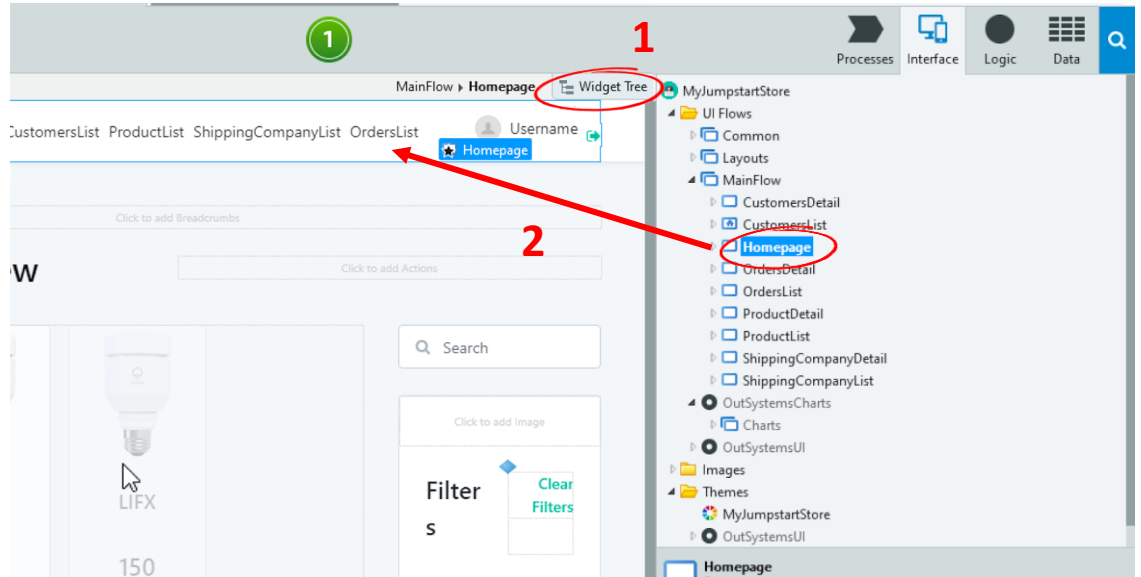 1
1
Processes
Interface
Logic
Data
MainFlow Homepage
Widget Tree
MyJumpstartStore
UI Flows
Common
Layouts
MainFlow
CustomersDetail
CustomersList
Homepage
OrdersDetail
OrdersList
ProductDetail
ProductList
ShippingCompanyDetail
ShippingCompanyList
OutSystemsCharts
Charts
OutSystemsUI
Images
Themes
MyJumpstartStore
OutSystemsUI
Homepage
CustomersList ProductList ShippingCompanyList OrdersList
Username
Homepage
Click to add Breadcrumbs
2
w
Click to add Actions
Search
Click to add Image
Filter
s
Clear
Filters
LIFX
150